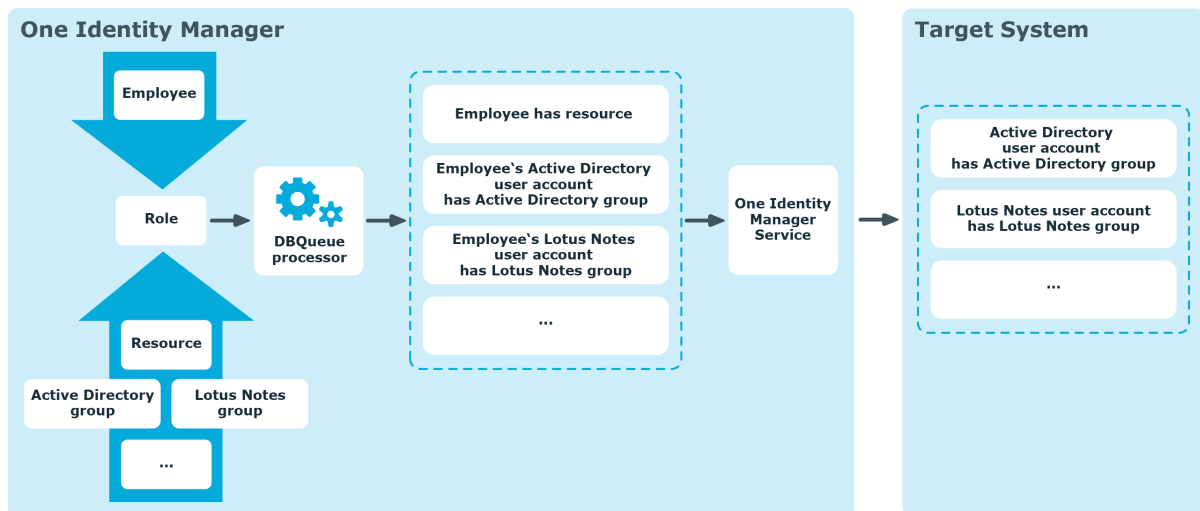 One Identity Manager
Employee
Role
Resource
Active Directory
group
Lotus Notes
group
...
DBQueue
processor
Employee has resource
Employee‘s Active Directory
user account
has Active Directory group
Employee‘s Lotus Notes
user account
has Lotus Notes group
...
One Identity
Manager
Service
Target System
Active Directory
user account
has Active Directory group
Lotus Notes user account
has Lotus Notes group
...